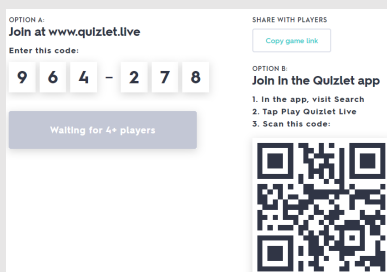 OPTION A:
Join at www.quizlet.live
Enter this code:
9 6 4 - 2 7 8
Waiting for 4+ players
SHARE WITH PLAYERS
Copy game link
OPTION B:
Join in the Quizlet app
1. In the app, visit Search
2. Tap Play Quizlet Live
3. Scan this code: